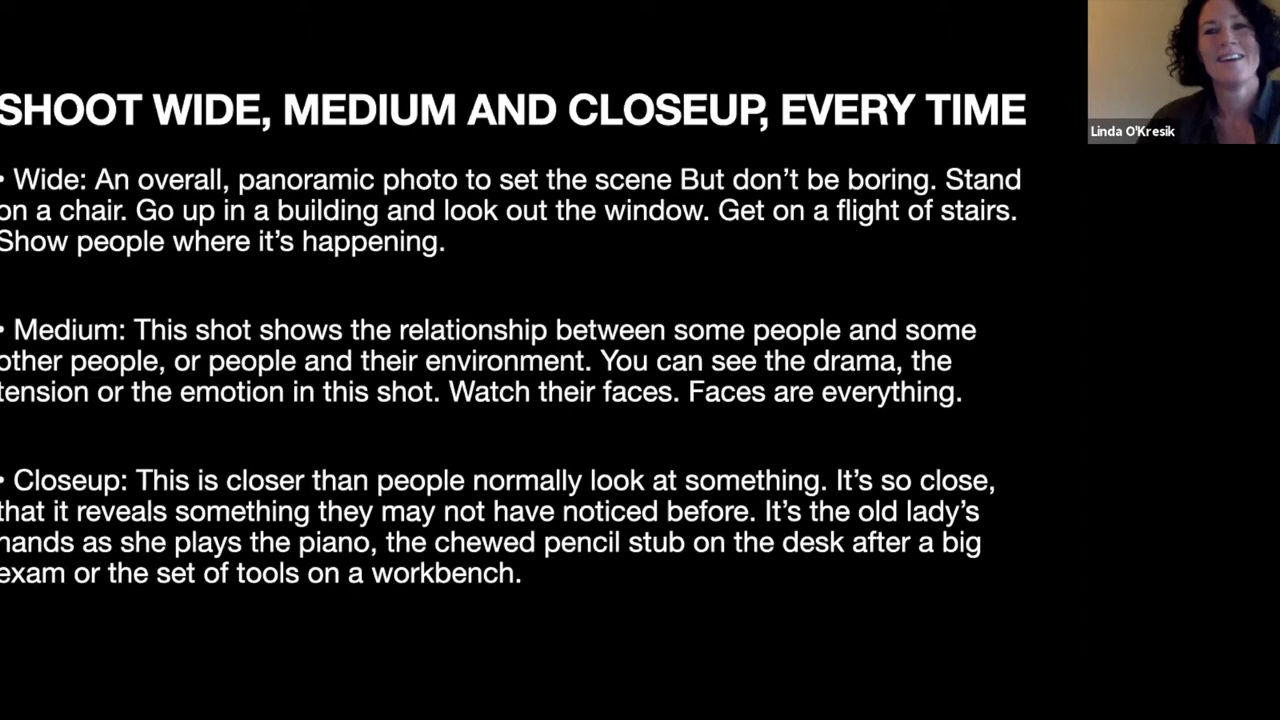 SHOOT WIDE, MEDIUM AND CLOSEUP, EVERY TIME
Linda O'Kresik
• Wide: An overall, panoramic photo to set the scene But don’t be boring. Stand
on a chair. Go up in a building and look out the window. Get on a flight of stairs.
Show people where it’s happening.
• Medium: This shot shows the relationship between some people and some
other people, or people and their environment. You can see the drama, the
tension or the emotion in this shot. Watch their faces. Faces are everything.
• Closeup: This is closer than people normally look at something. It’s so close,
that it reveals something they may not have noticed before. It’s the old lady’s
hands as she plays the piano, the chewed pencil stub on the desk after a big
exam or the set of tools on a workbench.